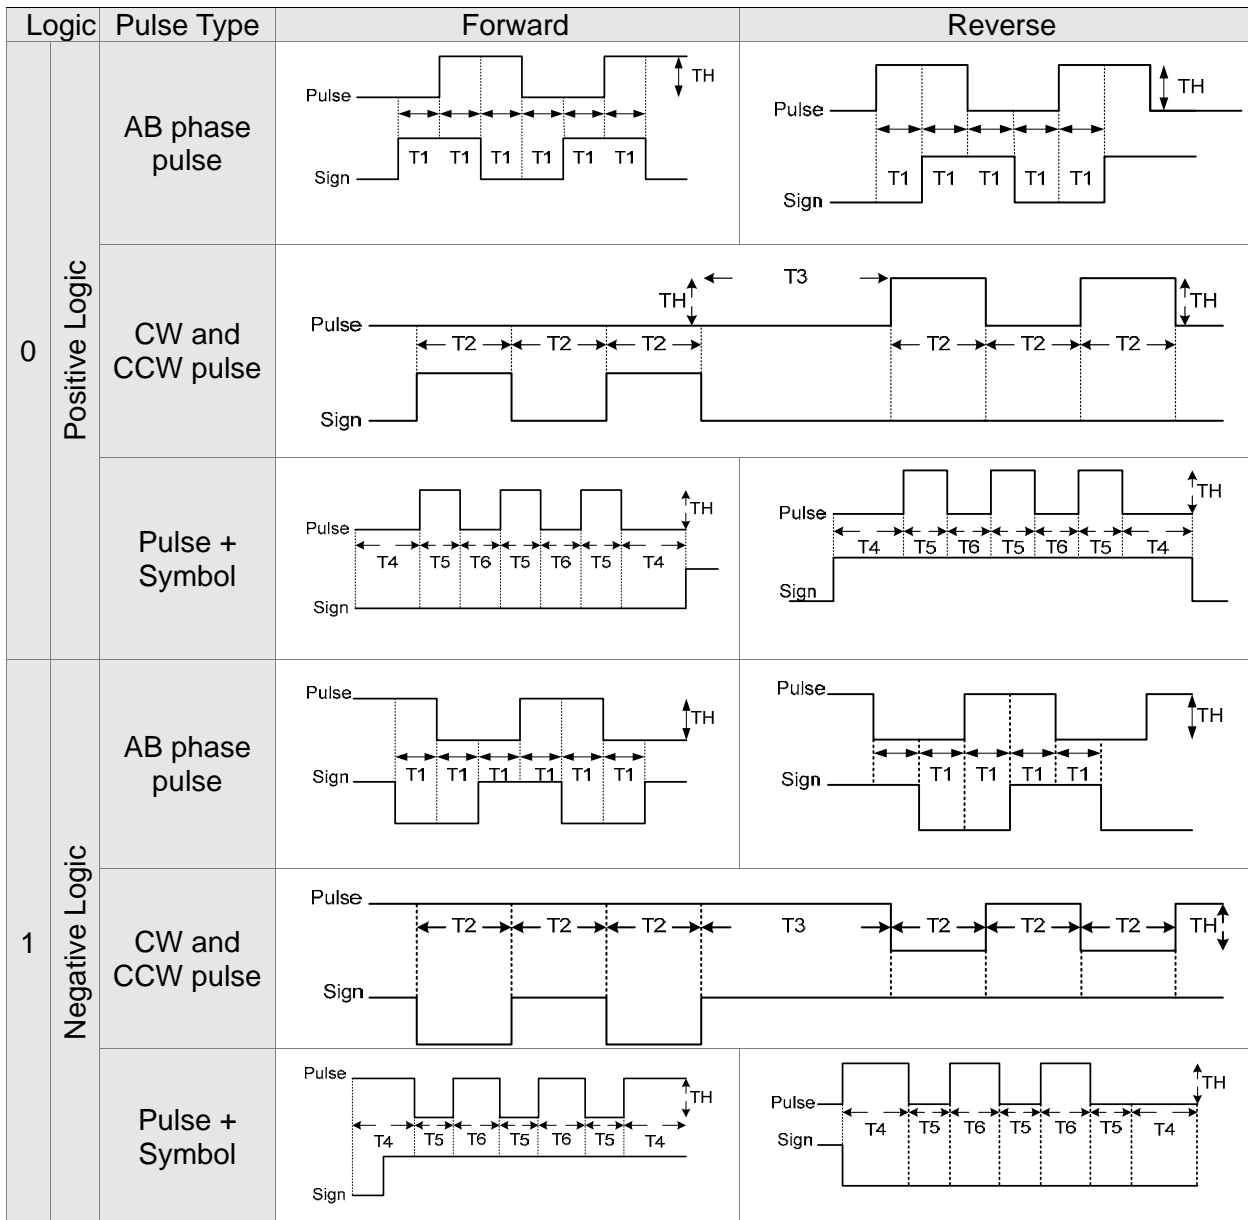 Logic Pulse Type Forward Reverse
0
Positive Logic
AB phase
pulse
Pulse
TH
T1 T1 T1 T1 T1 T1
Sign
Pulse
TH
T1 T1 T1 T1 T1
Sign
CW and
CCW pulse
T3
TH
TH
Pulse
T2 T2 T2 T2 T2 T2
Sign
Pulse +
Symbol
Pulse
TH
T4 T5 T6 T5 T6 T5 T4
Sign
Pulse
TH
T4 T5 T6 T5 T6 T5 T4
Sign
1
Negative Logic
AB phase
pulse
Pulse
TH
Sign
T1 T1 T1 T1 T1 T1
Pulse
TH
Sign
T1 T1 T1 T1
CW and
CCW pulse
Pulse
T2 T2 T2 T3 T2 T2 T2 TH
Sign
Pulse +
Symbol
Pulse
TH
T4 T5 T6 T5 T6 T5 T4
Sign
TH
Pulse
T4 T5 T6 T5 T6 T5 T4
Sign